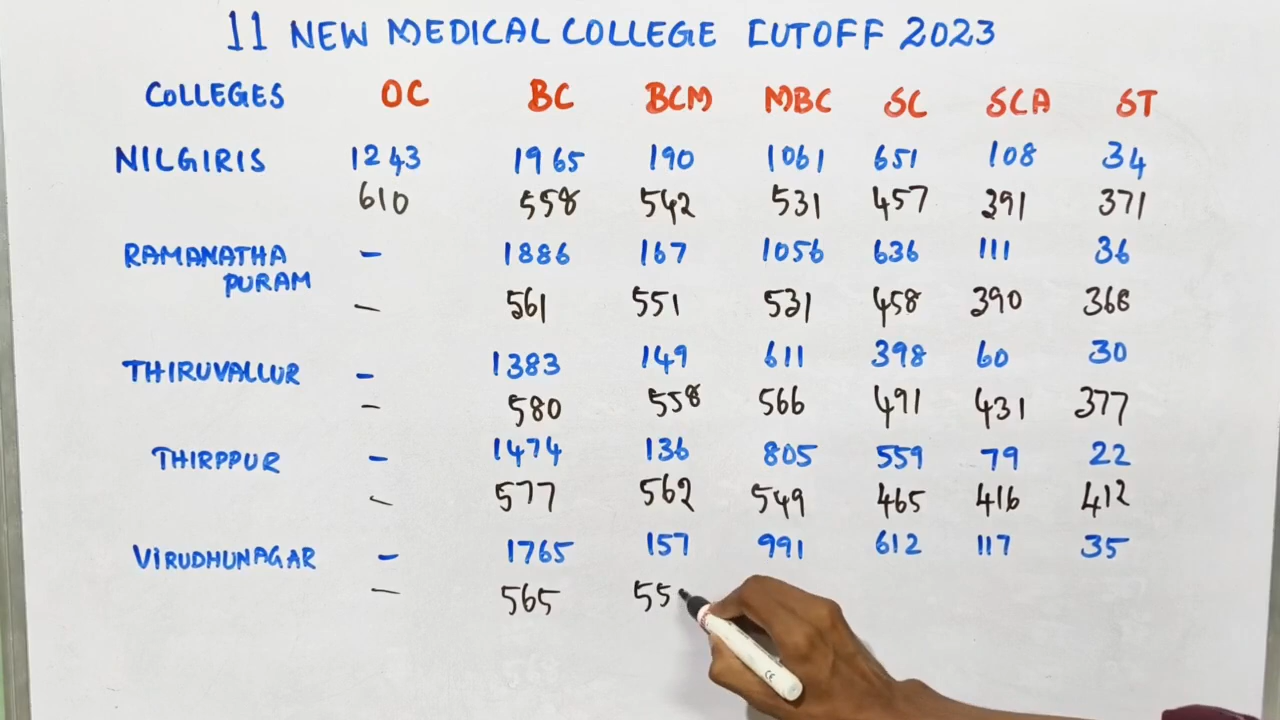 11 NEW MEDICAL COLLEGE CUTOFF 2023
COLLEGES OC BC BCM MBC SC SCA ST
NILGIRIS 1243 1965 190 1061 651 108 34
610 558 542 531 457 391 371
RAMANATHA - 1886 167 1056 636 111 36
PURAM
- 561 551 531 458 390 368
THIRUVALLUR - 1383 149 611 398 60 30
- 580 558 566 491 431 377
THIRPPUR - 1474 136 805 559 79 22
- 577 562 549 465 416 412
VIRUDHUNAGAR - 1765 157 991 612 117 35
- 565 55